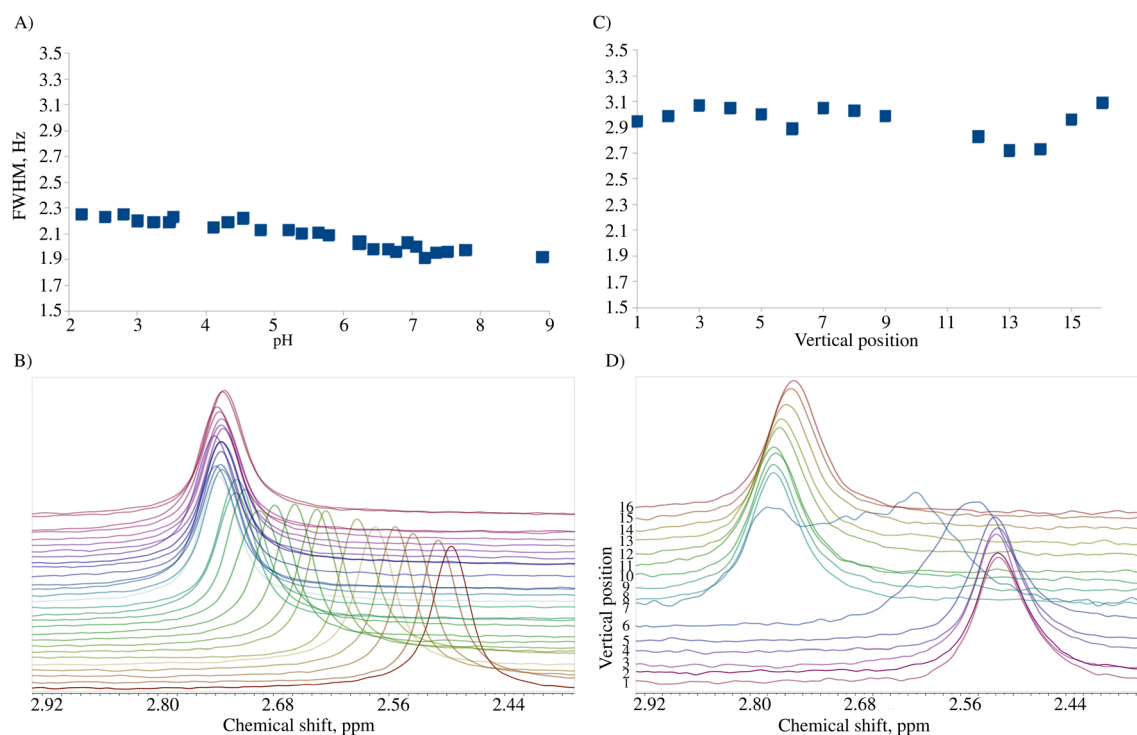 A)
3.5
3.3
3.1
2.9
2.7
2.5
2.3
2.1
1.9
1.7
1.5
FWHM, Hz
2 3 4 5 6 7 8 9
pH
C)
3.5
3.3
3.1
2.9
2.7
2.5
2.3
2.1
1.9
1.7
1.5
1 3 5 7 9 11 13 15
Vertical position
B)
2.92 2.80 2.68 2.56 2.44
Chemical shift, ppm
D)
16
15
14
13
12
11
10
9
8
7
6
5
4
3
2
1
Vertical position
2.92 2.80 2.68 2.56 2.44
Chemical shift, ppm